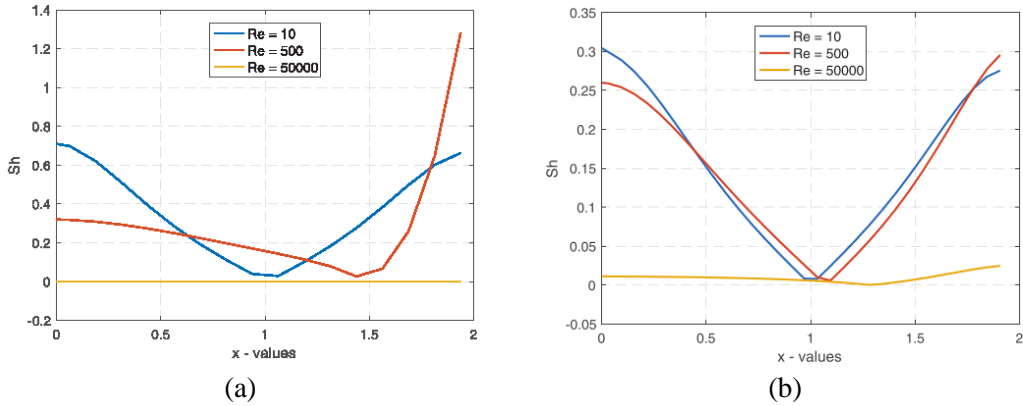 1.4
1.2
1
0.8
0.6
0.4
0.2
0
-0.2
Sh
Re = 10
Re = 500
Re = 50000
0 0.5 1 1.5 2
x - values
(a)
0.35
0.3
0.25
0.2
0.15
0.1
0.05
0
-0.05
Sh
Re = 10
Re = 500
Re = 50000
0 0.5 1 1.5 2
x - values
(b)